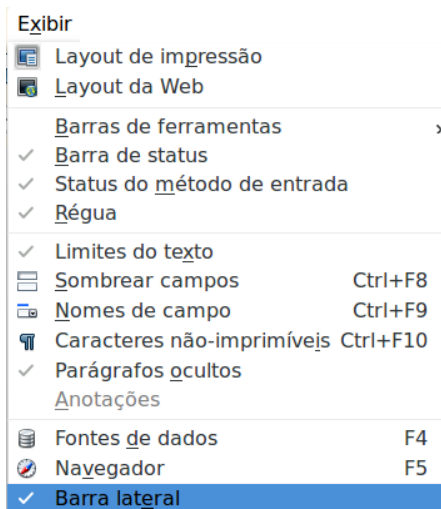 Exibir
Layout de impressão
Layout da Web
Barras de ferramentas
Barra de status
Status do método de entrada
Régua
Limites do texto
Sombrear campos Ctrl+F8
Nomes de campo Ctrl+F9
Caracteres não-imprimíveis Ctrl+F10
Parágrafos ocultos
Anotações
Fontes de dados F4
Navegador F5
Barra lateral